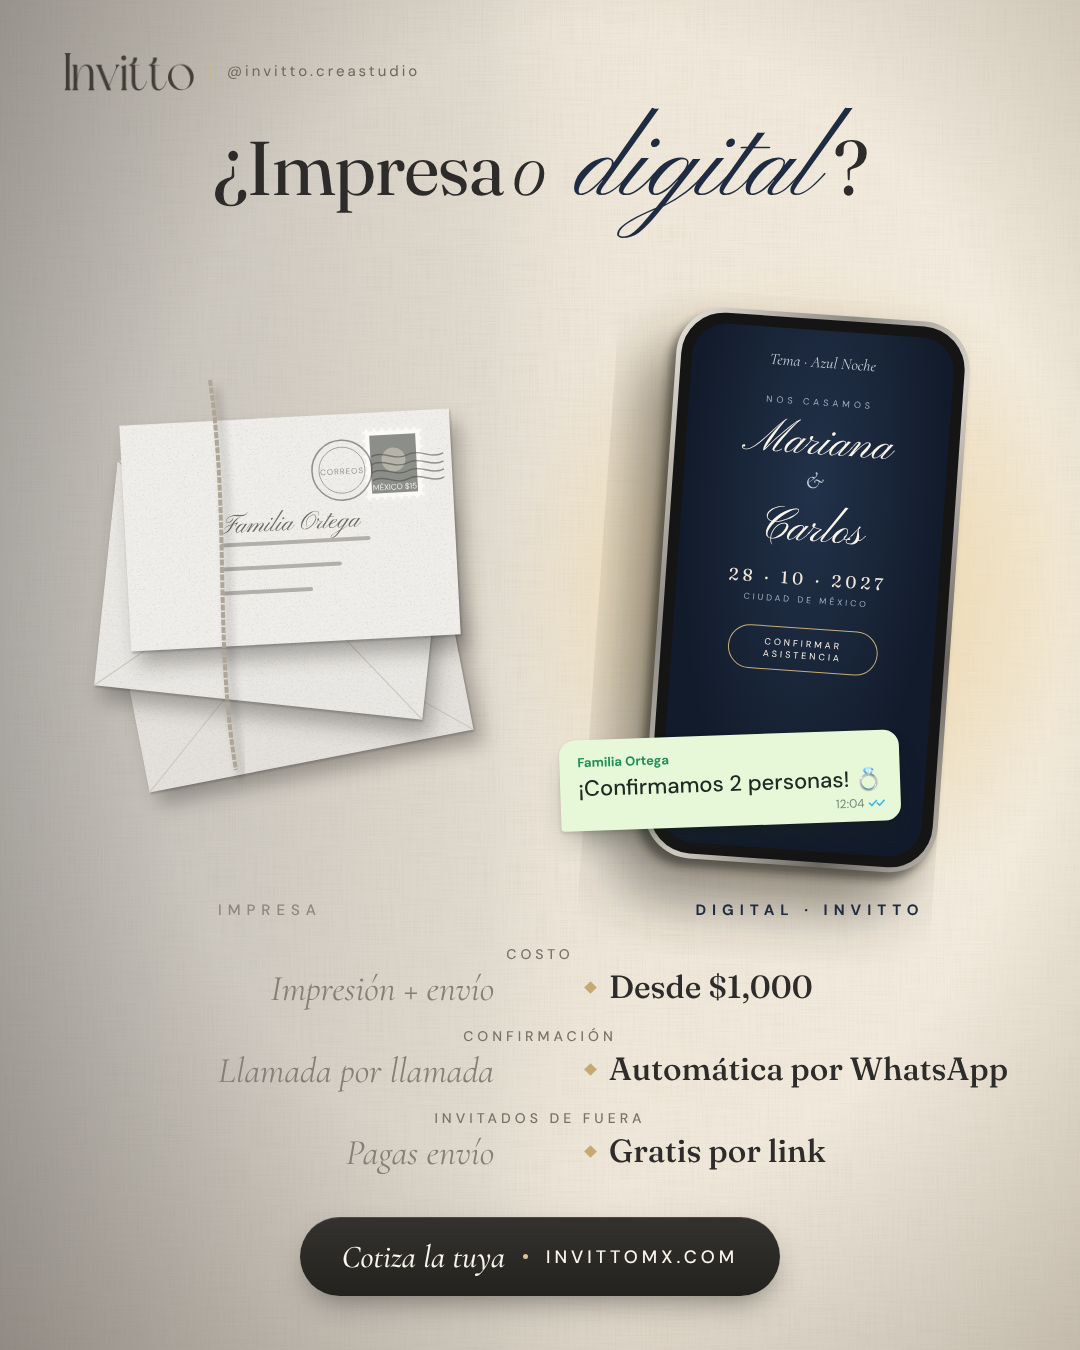 Invitto @invitto.creastudio
¿Impresa o digital?
CORREOS
MÉXICO $15
Familia Ortega
Tema · Azul Noche
NOS CASAMOS
Mariana
&
Carlos
28 · 10 · 2027
CIUDAD DE MÉXICO
CONFIRMAR
ASISTENCIA
Familia Ortega
¡Confirmamos 2 personas! 💍
12:04
IMPRESA
DIGITAL · INVITTO
COSTO
Impresión + envío
Desde $1,000
CONFIRMACIÓN
Llamada por llamada
Automática por WhatsApp
INVITADOS DE FUERA
Pagas envío
Gratis por link
Cotiza la tuya • INVITTOMX.COM